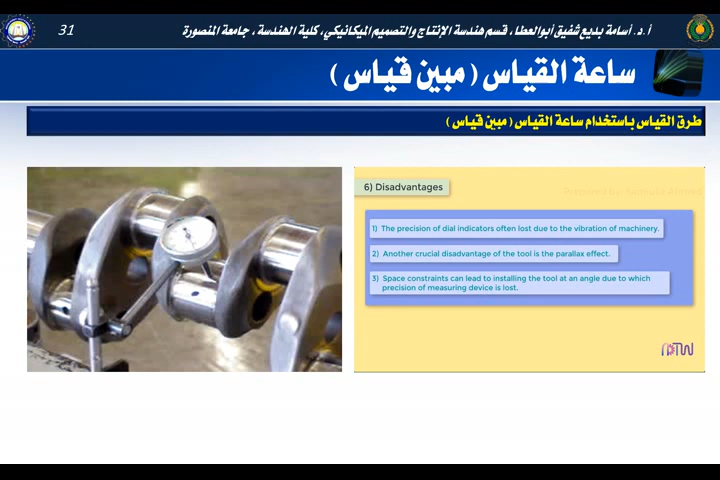 31
أ.د. أسامة بديع شفيق أبوالعطا ، قسم هندسة الإنتاج والتصميم الميكانيكي، كلية الهندسة ، جامعة المنصورة
ساعة القياس ( مبين قياس )
طرق القياس باستخدام ساعة القياس ( مبين قياس )
6) Disadvantages
1) The precision of dial indicators often lost due to the vibration of machinery.
2) Another crucial disadvantage of the tool is the parallax effect.
3) Space constraints can lead to installing the tool at an angle due to which
precision of measuring device is lost.